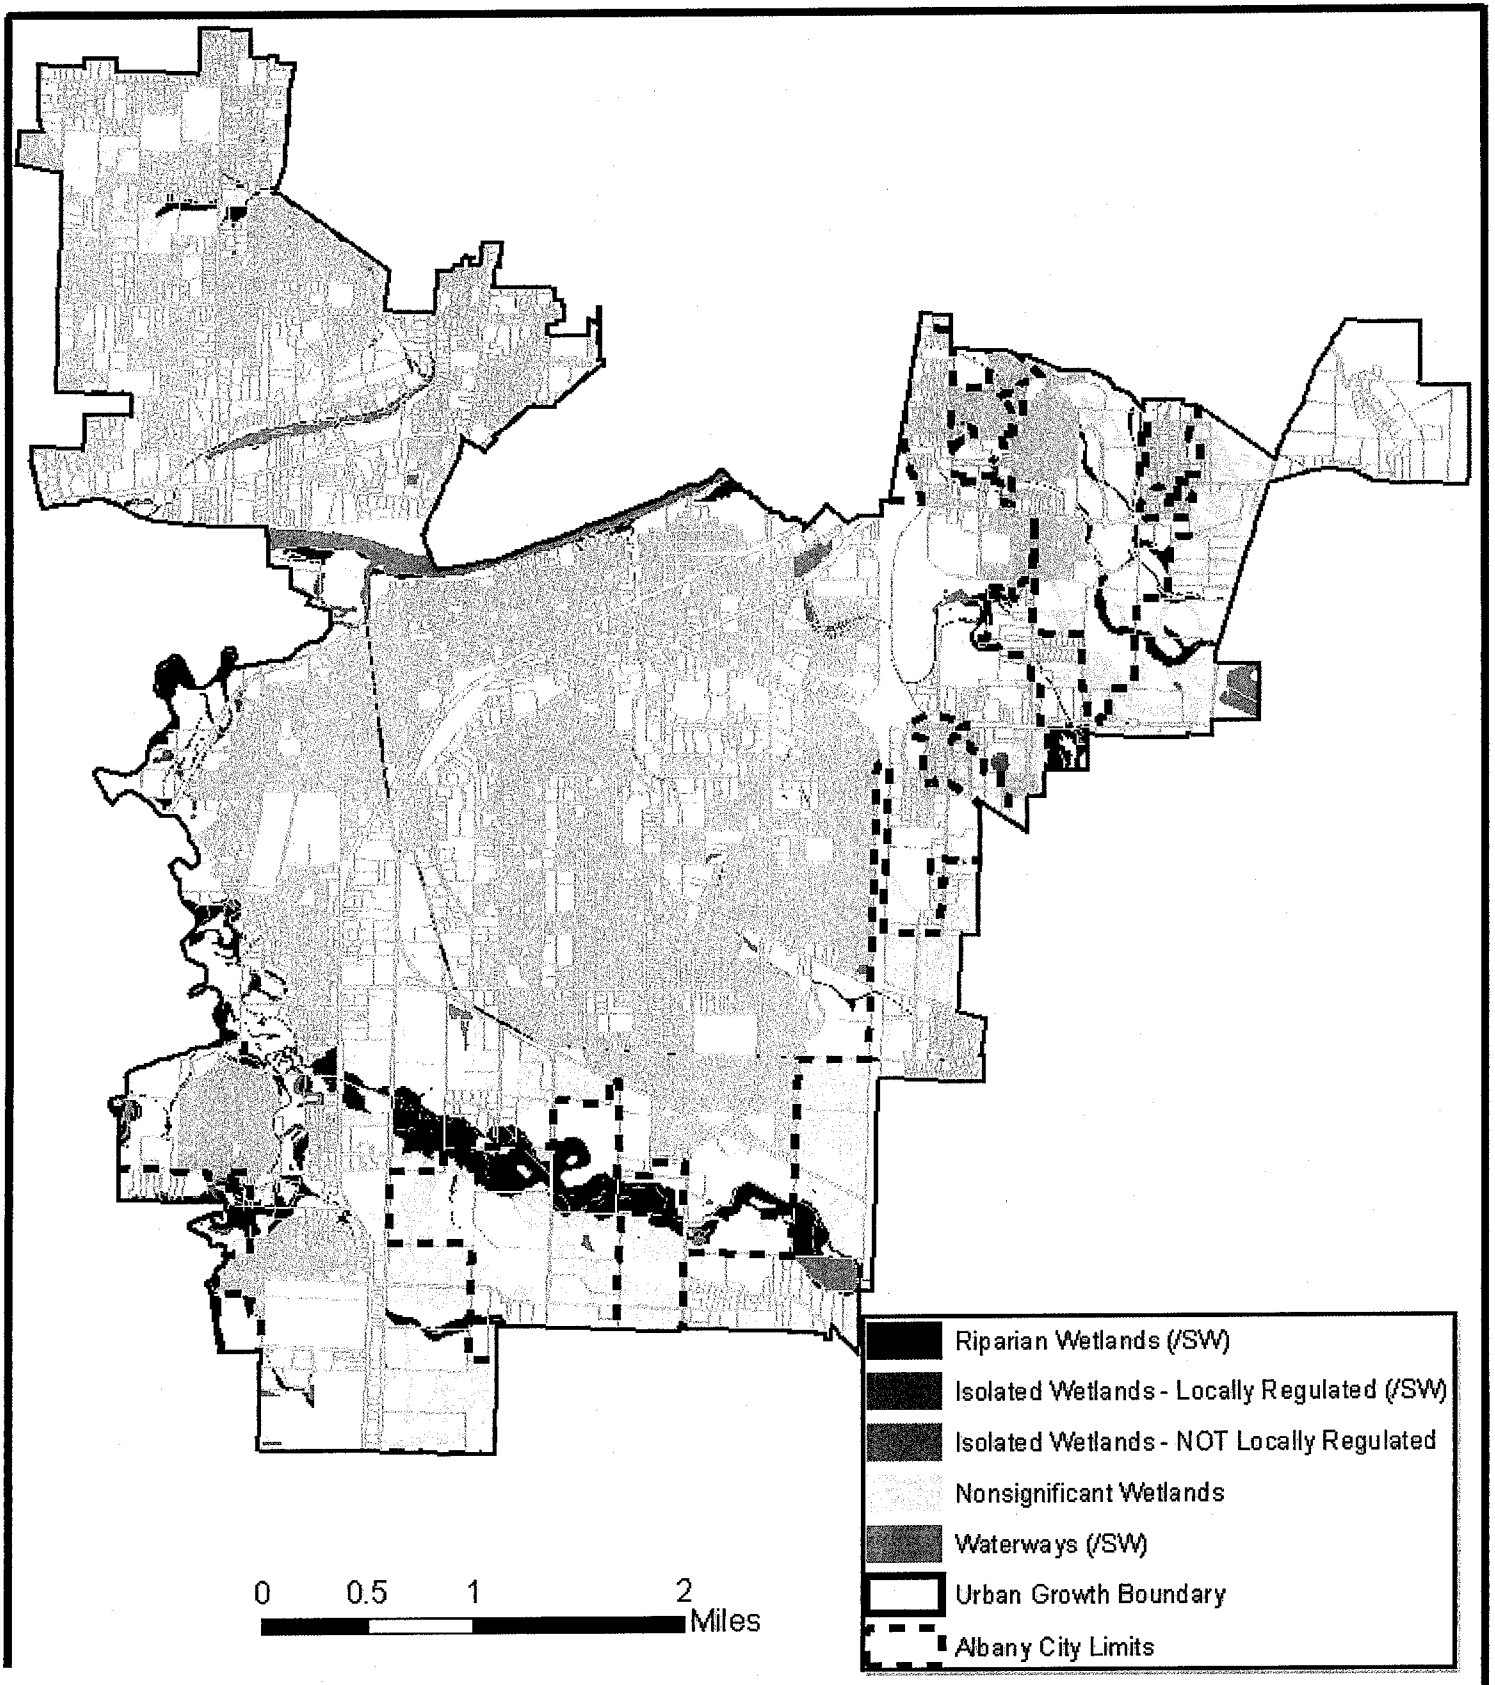 Riparian Wetlands (/SW)
Isolated Wetlands - Locally Regulated (/SW)
Isolated Wetlands - NOT Locally Regulated
Nonsignificant Wetlands
Waterways (/SW)
Urban Growth Boundary
Albany City Limits
0 0.5 1 2
Miles